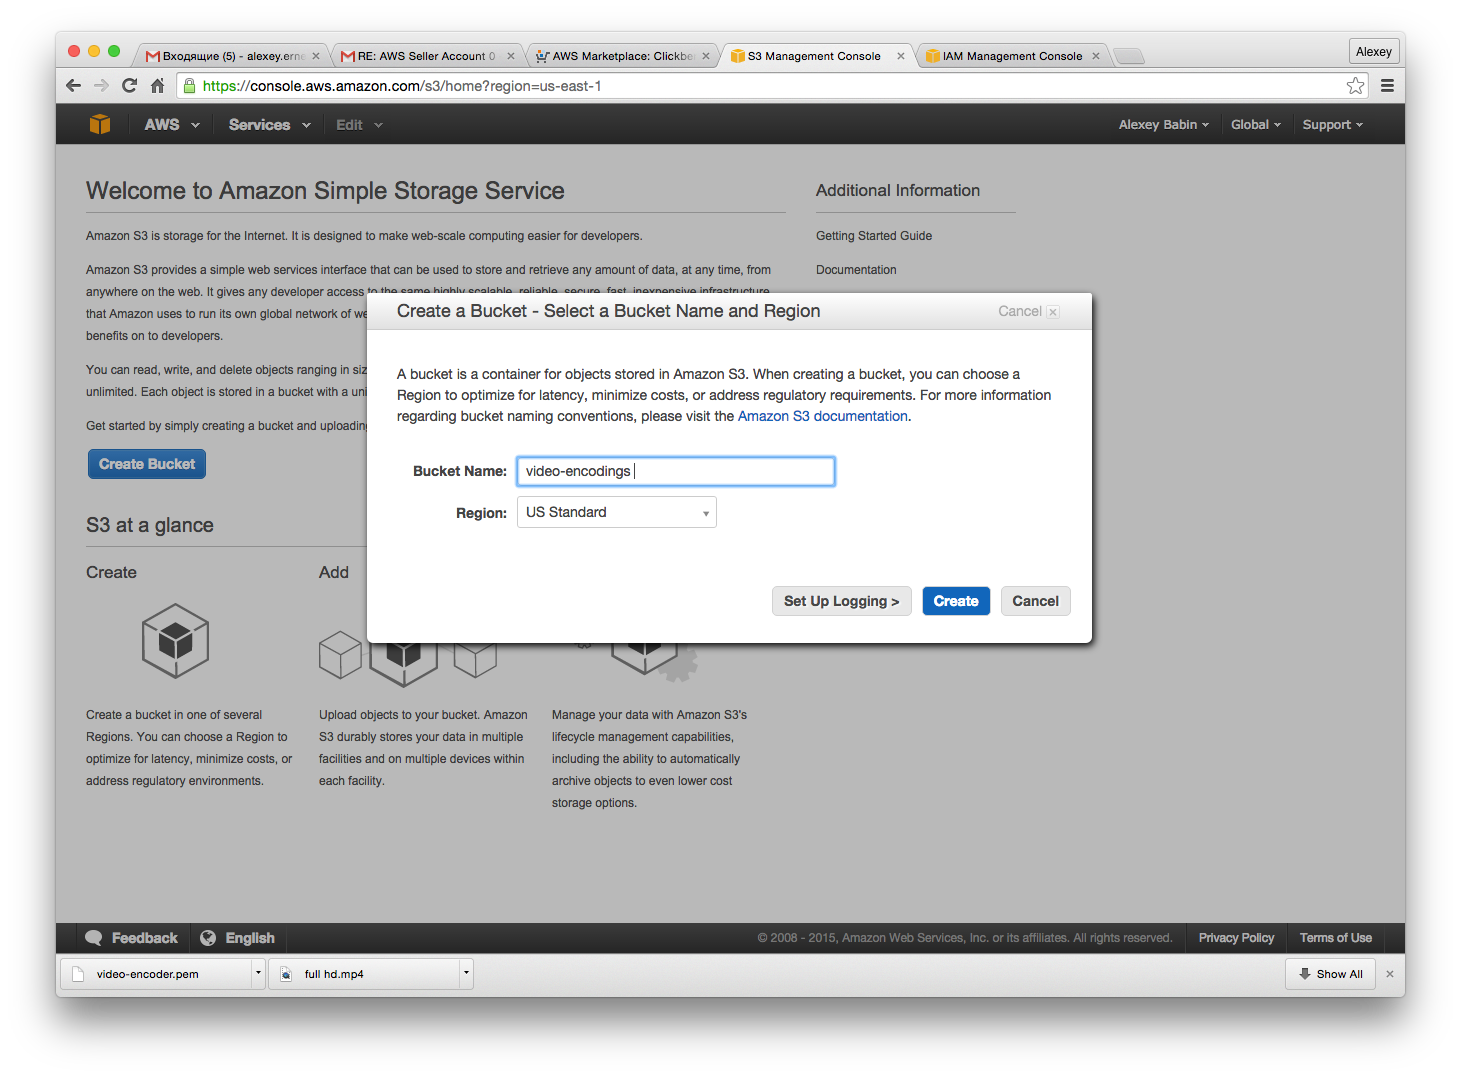 Входящие (5) - alexey.erne
RE: AWS Seller Account 0
AWS Marketplace: Clickbe
S3 Management Console
IAM Management Console
Alexey
https://console.aws.amazon.com/s3/home?region=us-east-1
AWS
Services
Edit
Alexey Babin
Global
Support
Welcome to Amazon Simple Storage Service
Amazon S3 is storage for the Internet. It is designed to make web-scale computing easier for developers.
Amazon S3 provides a simple web services interface that can be used to store and retrieve any amount of data, at any time, from
anywhere on the web. It gives any developer access to the same highly scalable, reliable, secure, fast, inexpensive infrastructure
that Amazon uses to run its own global network of we
benefits on to developers.
You can read, write, and delete objects ranging in siz
unlimited. Each object is stored in a bucket with a uni
Get started by simply creating a bucket and uploading
Create Bucket
Additional Information
Getting Started Guide
Documentation
Create a Bucket - Select a Bucket Name and Region
Cancel
A bucket is a container for objects stored in Amazon S3. When creating a bucket, you can choose a
Region to optimize for latency, minimize costs, or address regulatory requirements. For more information
regarding bucket naming conventions, please visit the Amazon S3 documentation.
Bucket Name:
video-encodings
Region:
US Standard
Set Up Logging >
Create
Cancel
S3 at a glance
Create
Add
Create a bucket in one of several
Regions. You can choose a Region to
optimize for latency, minimize costs, or
address regulatory environments.
Upload objects to your bucket. Amazon
S3 durably stores your data in multiple
facilities and on multiple devices within
each facility.
Manage your data with Amazon S3's
lifecycle management capabilities,
including the ability to automatically
archive objects to even lower cost
storage options.
Feedback
English
© 2008 - 2015, Amazon Web Services, Inc. or its affiliates. All rights reserved.
Privacy Policy
Terms of Use
video-encoder.pem
full hd.mp4
Show All